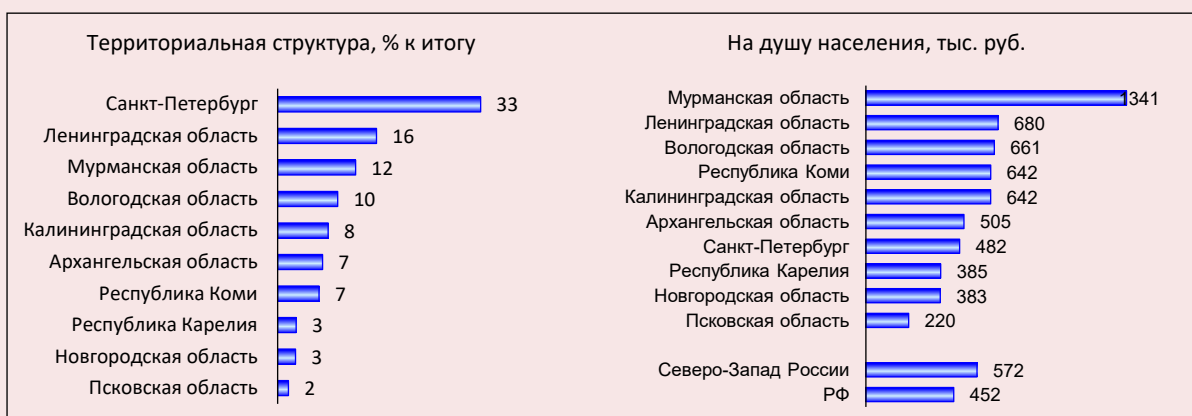 Территориальная структура, % к итогу
Санкт-Петербург 33
Ленинградская область 16
Мурманская область 12
Вологодская область 10
Калининградская область 8
Архангельская область 7
Республика Коми 7
Республика Карелия 3
Новгородская область 3
Псковская область 2
На душу населения, тыс. руб.
Мурманская область 1341
Ленинградская область 680
Вологодская область 661
Республика Коми 642
Калининградская область 642
Архангельская область 505
Санкт-Петербург 482
Республика Карелия 385
Новгородская область 383
Псковская область 220
Северо-Запад России 572
РФ 452